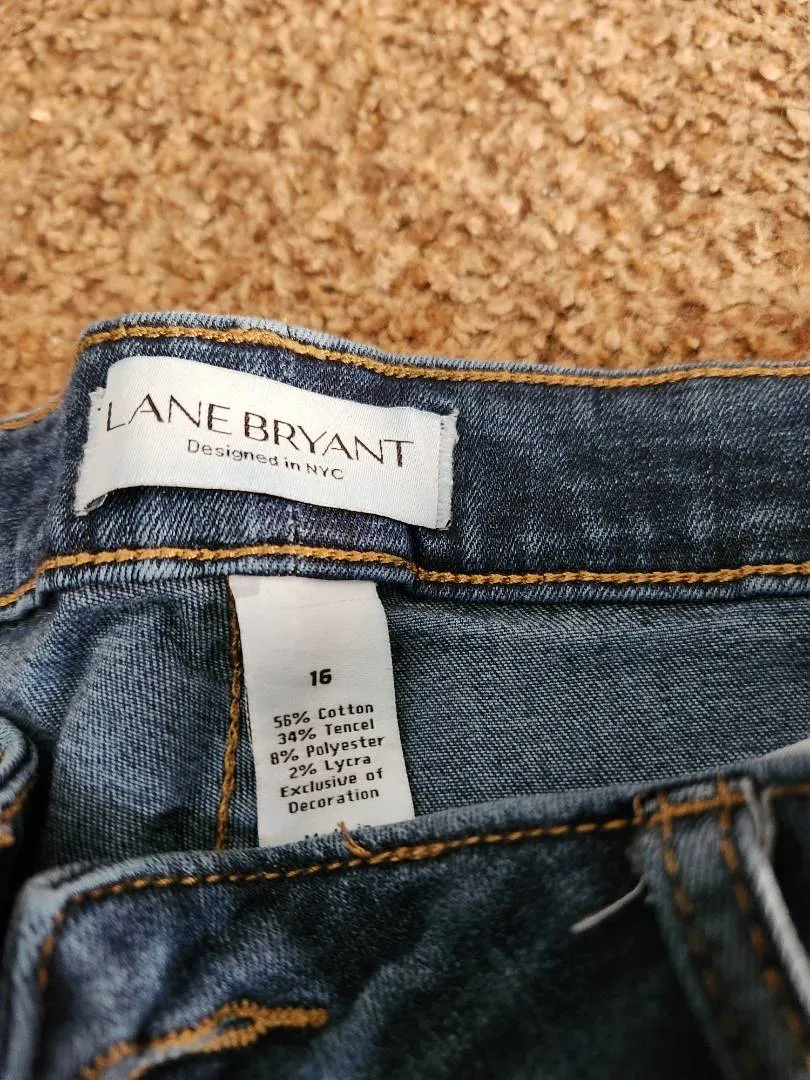 LANE BRYANT
Designed in NYC
16
56% Cotton
34% Tencel
8% Polyester
2% Lycra
Exclusive of
Decoration